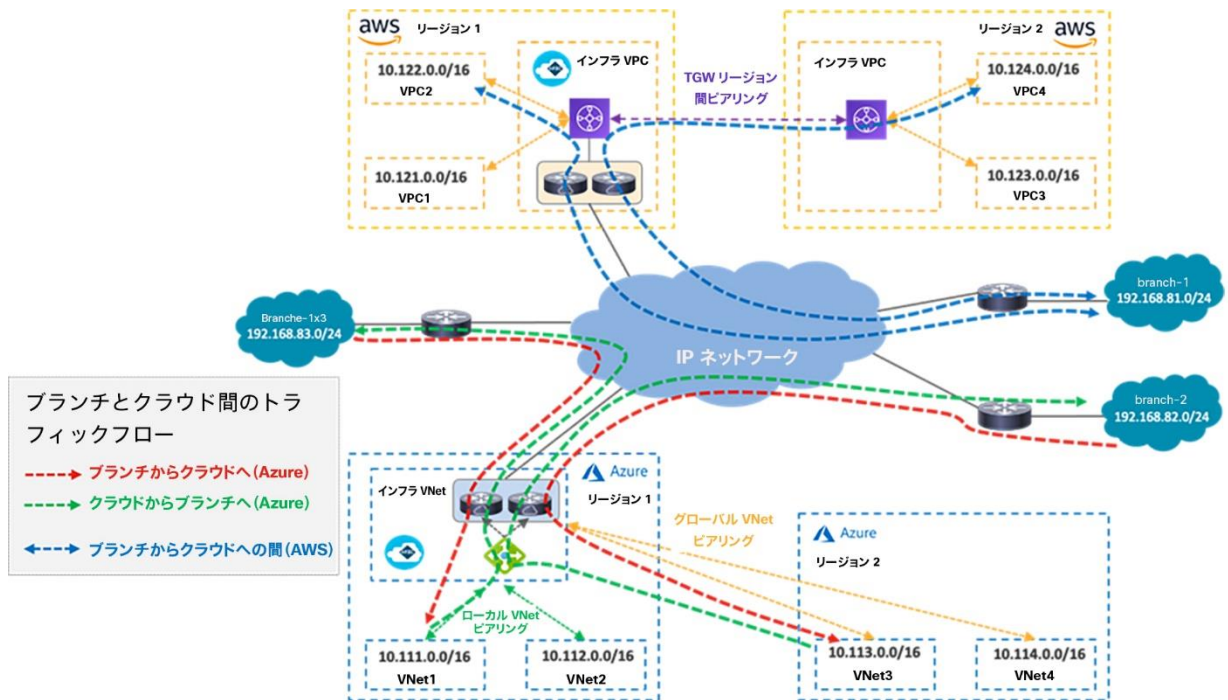 aws
リージョン 1
インフラ VPC
10.122.0.0/16
VPC2
10.121.0.0/16
VPC1
TGW リージョン
間ピアリング
リージョン 2
aws
インフラ VPC
10.124.0.0/16
VPC4
10.123.0.0/16
VPC3
Branche-1x3
192.168.83.0/24
IP ネットワーク
branch-1
192.168.81.0/24
branch-2
192.168.82.0/24
ブランチとクラウド間のトラ
フィックフロー
ブランチからクラウドへ(Azure)
クラウドからブランチへ(Azure)
ブランチからクラウドへの間(AWS)
インフラ VNet
Azure
リージョン 1
グローバル VNet
ピアリング
Azure
リージョン 2
ローカル VNet
ピアリング
10.111.0.0/16
VNet1
10.112.0.0/16
VNet2
10.113.0.0/16
VNet3
10.114.0.0/16
VNet4